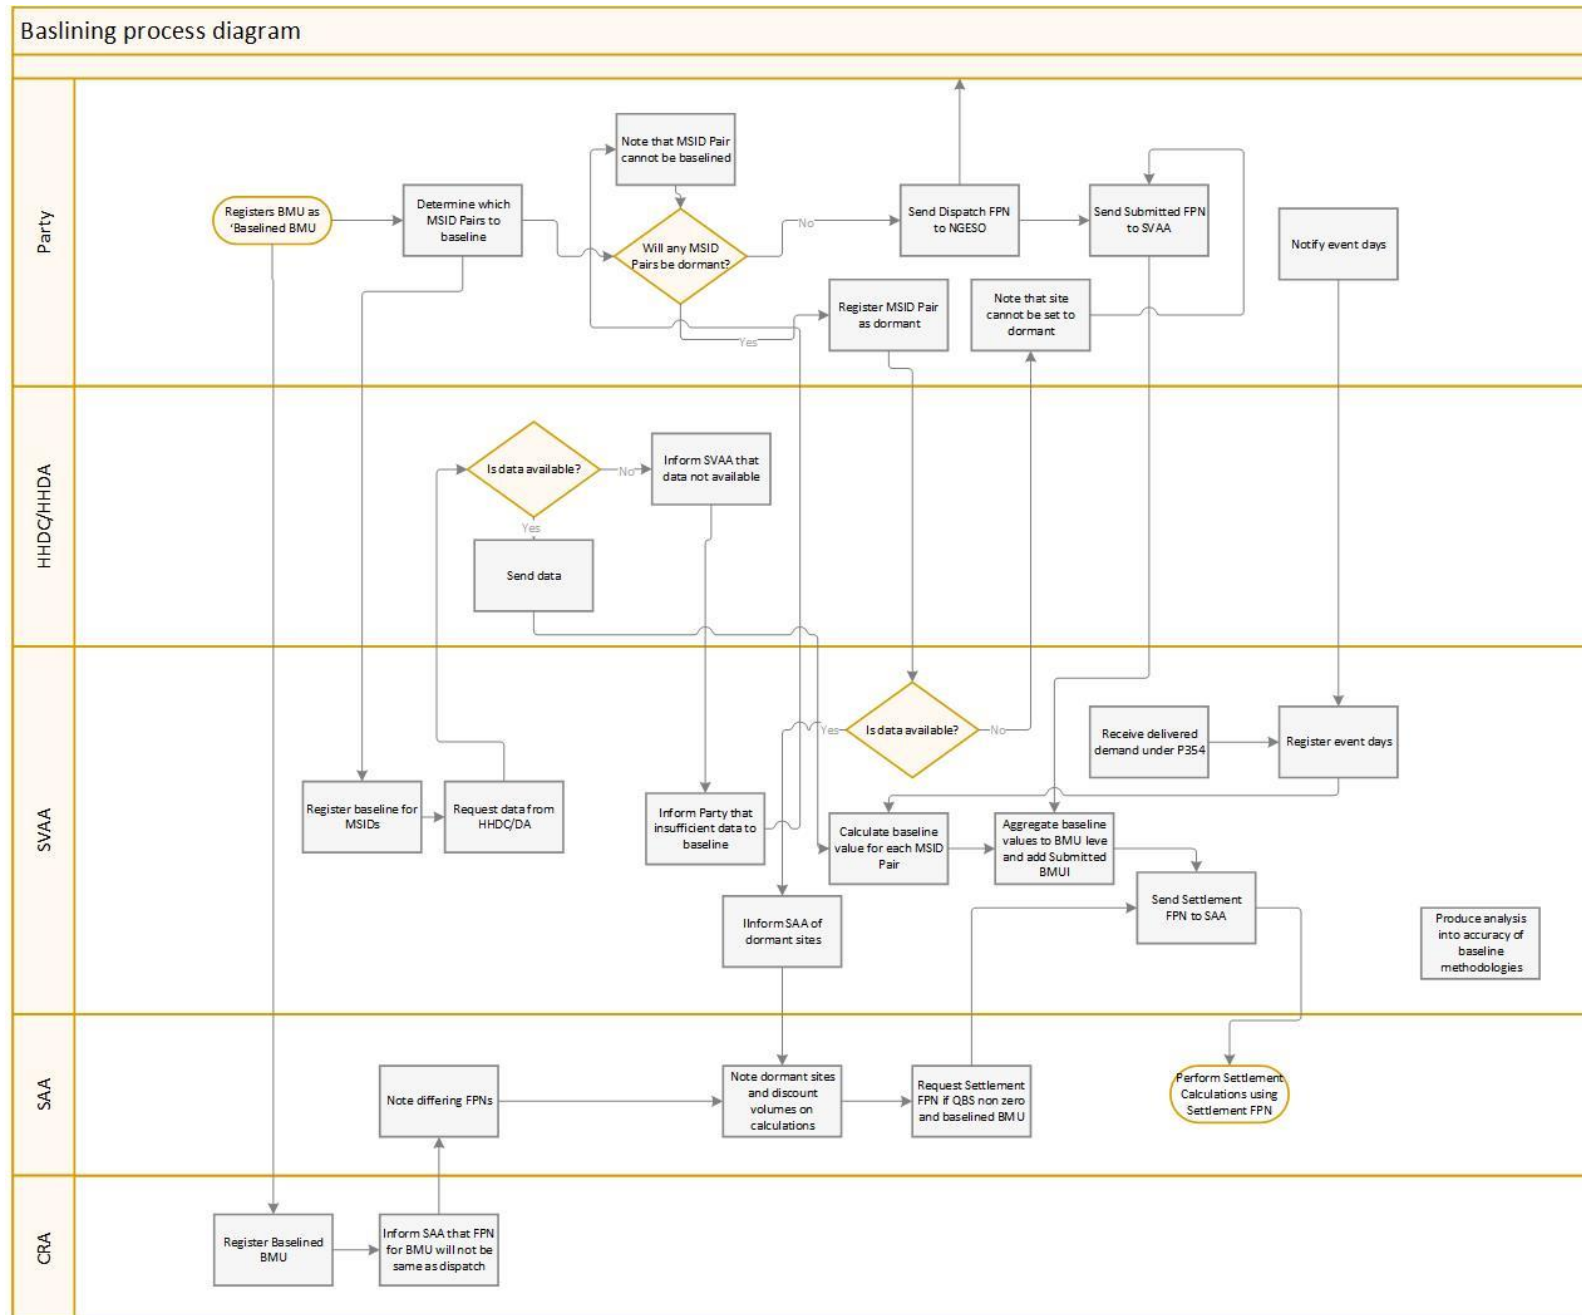 Baslining process diagram
Party
Note that MSID Pair
cannot be baselined
Registers BMU as
'Baselined BMU
Determine which
MSID Pairs to
baseline
Will any MSID
Pairs be dormant?
No
Send Dispatch FPN
to NGESO
Send Submitted FPN
to SVAA
Notify event days
Yes
Register MSID Pair
as dormant
Note that site
cannot be set to
dormant
HHDC/HHDA
Is data available?
No
Inform SVAA that
data not available
Yes
Send data
SVAA
Yes
Is data available?
No
Receive delivered
demand under P354
Register event days
Register baseline for
MSIDs
Request data from
HHDC/DA
Inform Party that
insufficient data to
baseline
Calculate baseline
value for each MSID
Pair
Aggregate baseline
values to BMU leve
and add Submitted
BMUI
IInform SAA of
dormant sites
Send Settlement
FPN to SAA
Produce analysis
into accuracy of
baseline
methodologies
SAA
Note differing FPNs
Note dormant sites
and discount
volumes on
calculations
Request Settlement
FPN if QBS non zero
and baselined BMU
Perform Settlement
Calculations using
Settlement FPN
CRA
Register Baselined
BMU
Inform SAA that FPN
for BMU will not be
same as dispatch